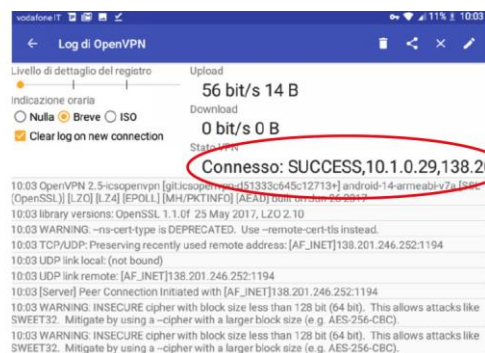 vodafone IT 11% 10:03
Log di OpenVPN
Livello di dettaglio del registro
Upload
56 bit/s 14 B
Indicazione oraria
Download
Nulla Breve ISO
0 bit/s 0 B
Clear log on new connection
Stato VPN
Connesso: SUCCESS,10.1.0.29,138.20
10:03 OpenVPN 2.5-icsopenvpn [git:icsopenvpn-d51333c645c12713+] android-14-armeabi-v7a [SSL
(OpenSSL)] [LZO] [LZ4] [EPOLL] [MH/PKTINFO] [AEAD] built on Jun 26 2017
10:03 library versions: OpenSSL 1.1.0f 25 May 2017, LZO 2.10
10:03 WARNING: --ns-cert-type is DEPRECATED. Use --remote-cert-tls instead.
10:03 TCP/UDP: Preserving recently used remote address: [AF_INET]138.201.246.252:1194
10:03 UDP link local: (not bound)
10:03 UDP link remote: [AF_INET]138.201.246.252:1194
10:03 [Server] Peer Connection Initiated with [AF_INET]138.201.246.252:1194
10:03 WARNING: INSECURE cipher with block size less than 128 bit (64 bit). This allows attacks like
SWEET32. Mitigate by using a --cipher with a larger block size (e.g. AES-256-CBC).
10:03 WARNING: INSECURE cipher with block size less than 128 bit (64 bit). This allows attacks like
SWEET32. Mitigate by using a --cipher with a larger block size (e.g. AES-256-CBC).